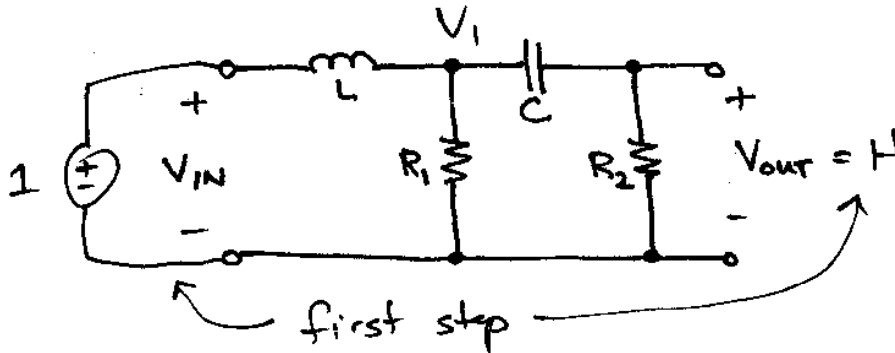 V1
L
C
+
+
1
+
-
VIN
R1
R2
VOUT = H
-
-
first step